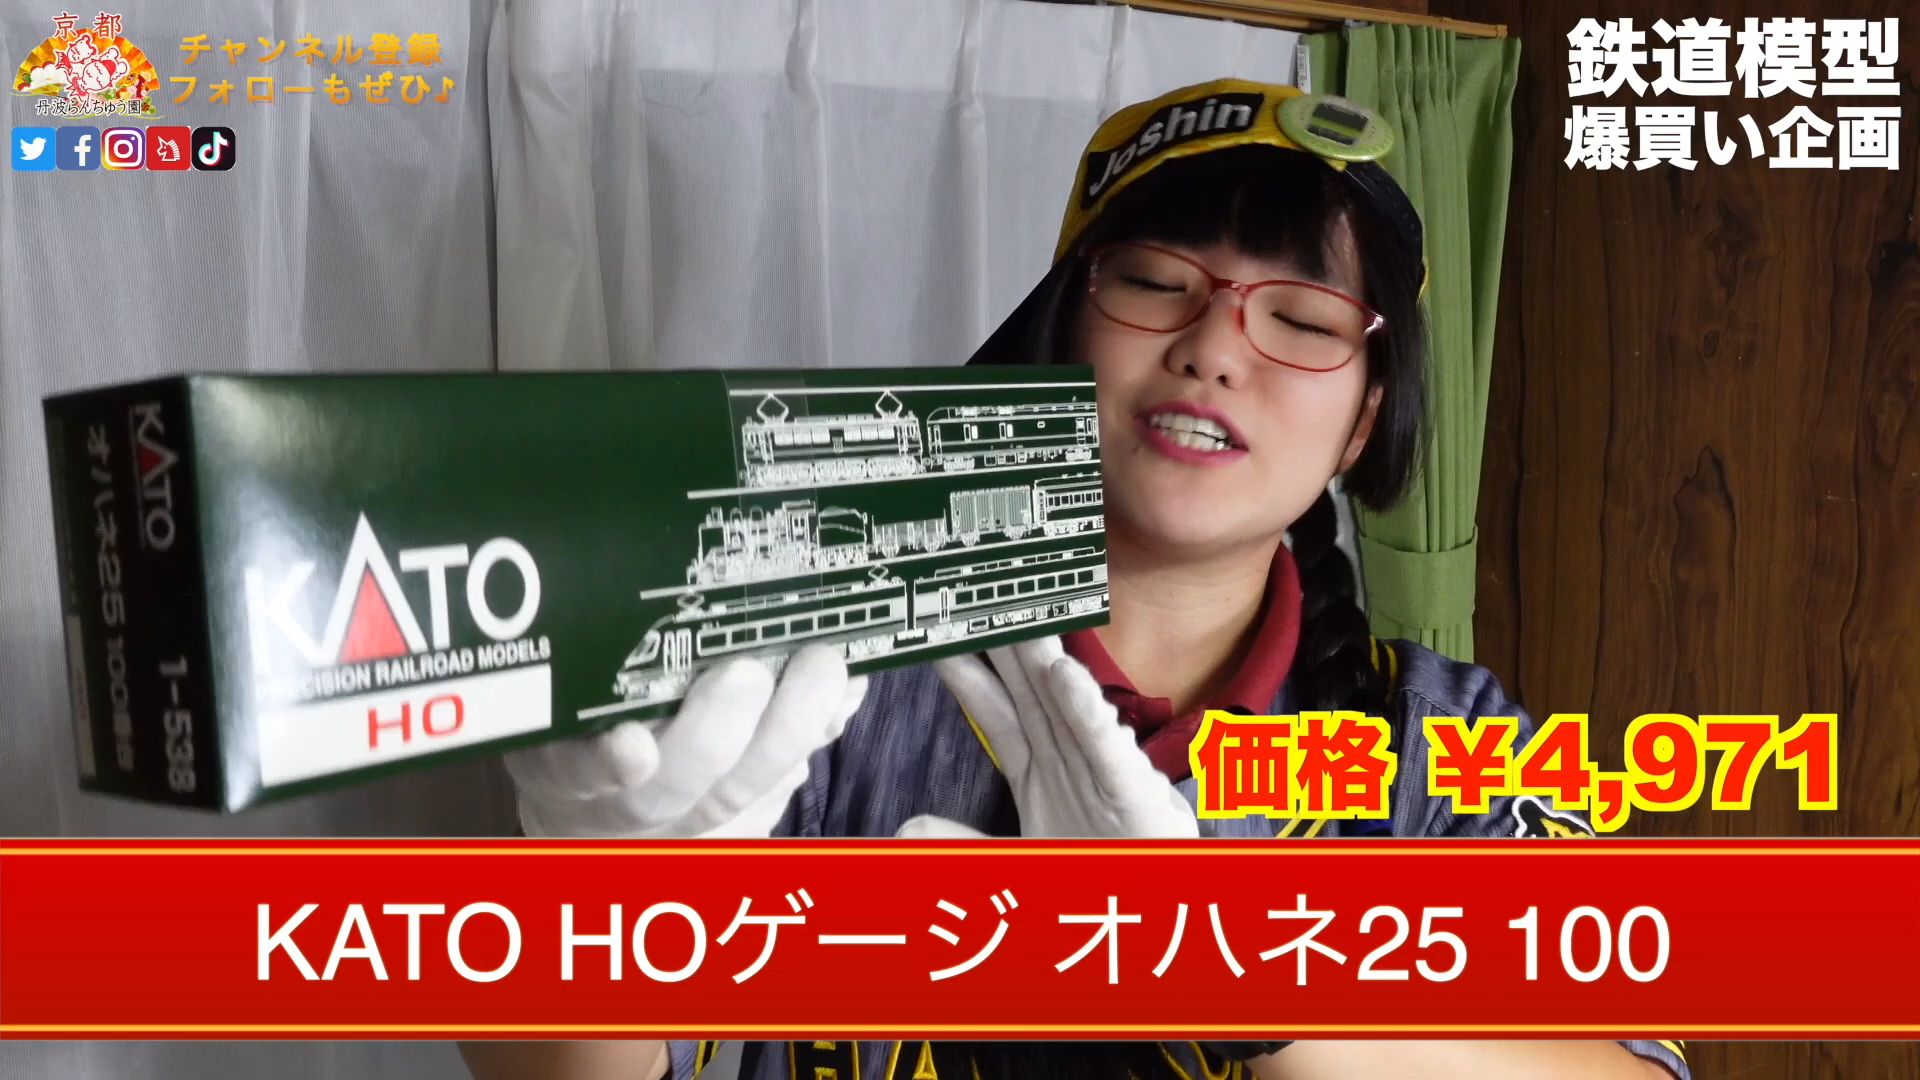 京都
丹波らんちゅう園
チャンネル登録
フォローもぜひ♪
鉄道模型
爆買い企画
Joshin
KATO
オハネ25 100番台
1-538
KATO
PRECISION RAILROAD MODELS
HO
価格 ¥4,971
KATO HOゲージ オハネ25 100